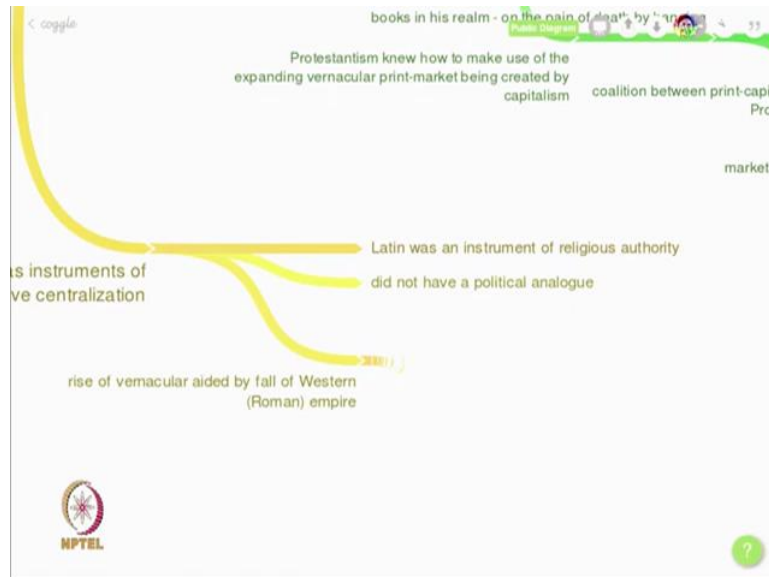 coggle
books in his realm - on the pain of death by
Public Diagram
Protestantism knew how to make use of the
expanding vernacular print-market being created by
capitalism
coalition between print-capi
Pro
market
Latin was an instrument of religious authority
s instruments of
ve centralization
did not have a political analogue
rise of vernacular aided by fall of Western
(Roman) empire
NPTEL
?